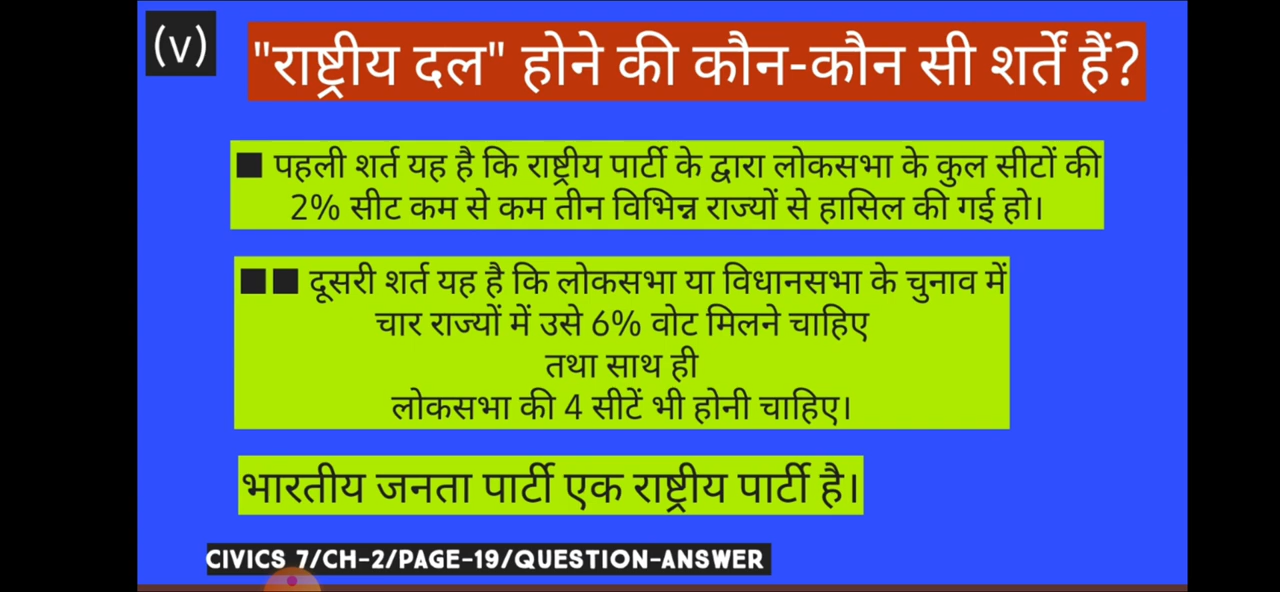 (v)
"राष्ट्रीय दल" होने की कौन-कौन सी शर्तें हैं?
■ पहली शर्त यह है कि राष्ट्रीय पार्टी के द्वारा लोकसभा के कुल सीटों की
2% सीट कम से कम तीन विभिन्न राज्यों से हासिल की गई हो।
■■ दूसरी शर्त यह है कि लोकसभा या विधानसभा के चुनाव में
चार राज्यों में उसे 6% वोट मिलने चाहिए
तथा साथ ही
लोकसभा की 4 सीटें भी होनी चाहिए।
भारतीय जनता पार्टी एक राष्ट्रीय पार्टी है।
CIVICS 7/CH-2/PAGE-19/QUESTION-ANSWER